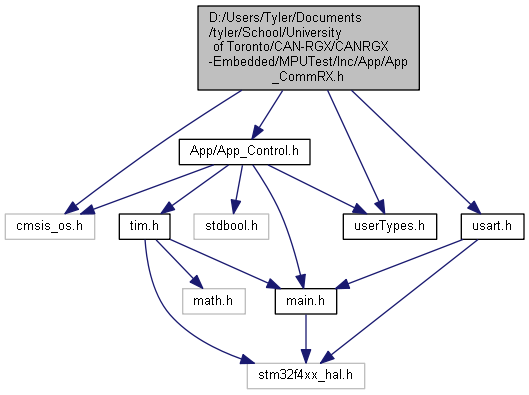 D:/Users/Tyler/Documents
/tyler/School/University
of Toronto/CAN-RGX/CANRGX
-Embedded/MPUTest/Inc/App/App
_CommRX.h
App/App_Control.h
cmsis_os.h
tim.h
stdbool.h
userTypes.h
usart.h
math.h
main.h
stm32f4xx_hal.h